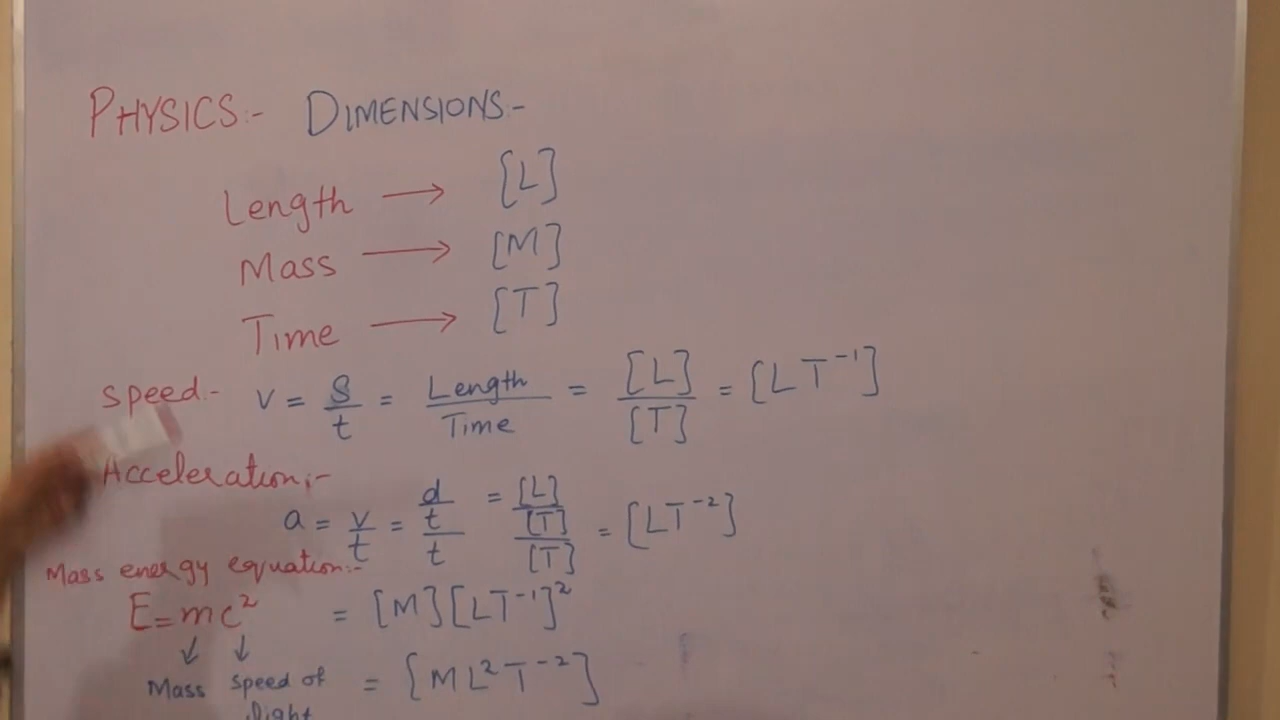 PHYSICS:- DIMENSIONS:-
Length → [L]
Mass → [M]
Time → [T]
Speed:- v = S/t = Length/Time = [L]/[T] = [LT⁻¹]
Acceleration:-
a = v/t = (d/t)/t = ([L]/[T])/[T] = [LT⁻²]
Mass energy equation:-
E=mc² = [M][LT⁻¹]²
↓ ↓
Mass Speed of light = [ML²T⁻²]